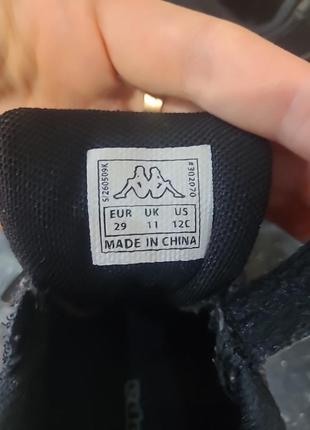 S/260509K
#302070
EUR UK US
29 11 12C
MADE IN CHINA